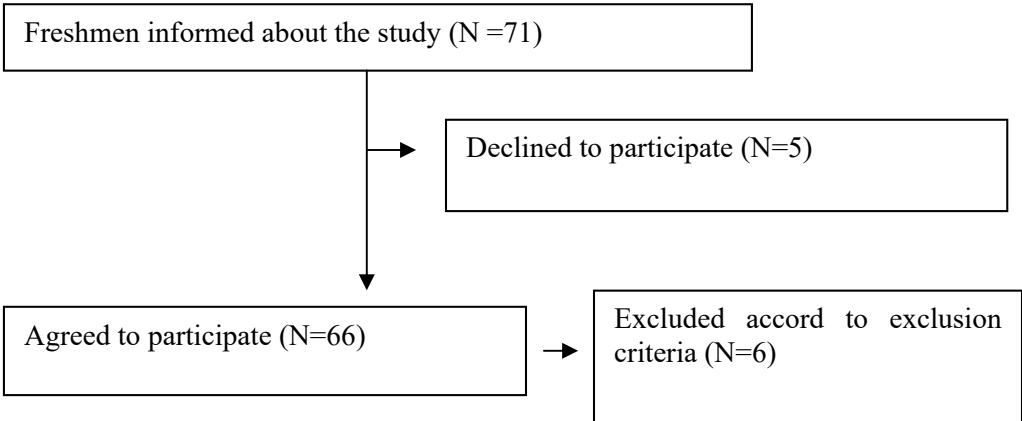 Freshmen informed about the study (N =71)
Declined to participate (N=5)
Agreed to participate (N=66)
Excluded accord to exclusion
criteria (N=6)